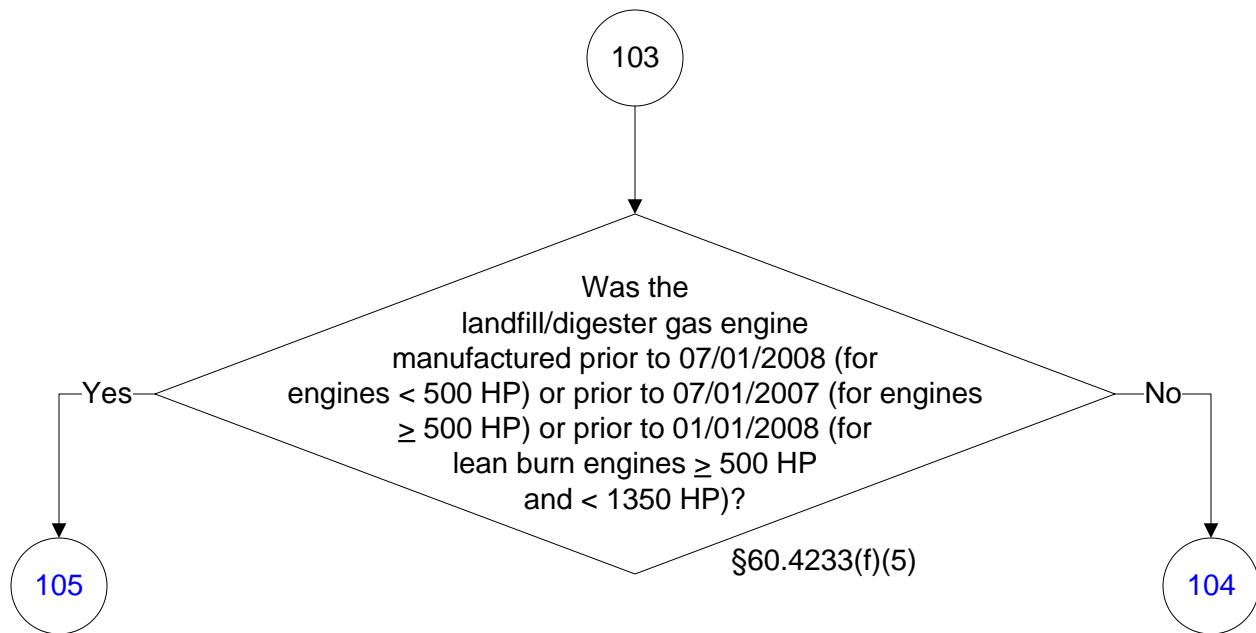 103
Was the
landfill/digester gas engine
manufactured prior to 07/01/2008 (for
engines < 500 HP) or prior to 07/01/2007 (for engines
≥ 500 HP) or prior to 01/01/2008 (for
lean burn engines ≥ 500 HP
and < 1350 HP)?
Yes
No
§60.4233(f)(5)
105
104